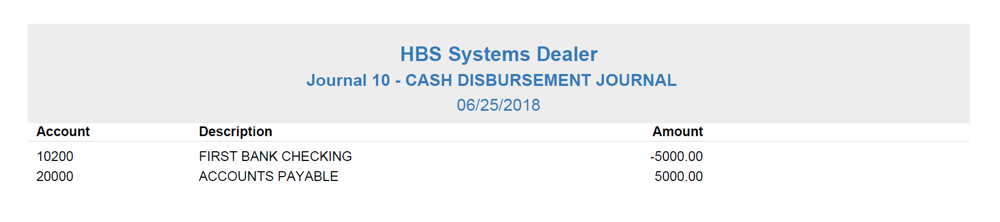 HBS Systems Dealer
Journal 10 - CASH DISBURSEMENT JOURNAL
06/25/2018
Account Description Amount
10200 FIRST BANK CHECKING -5000.00
20000 ACCOUNTS PAYABLE 5000.00